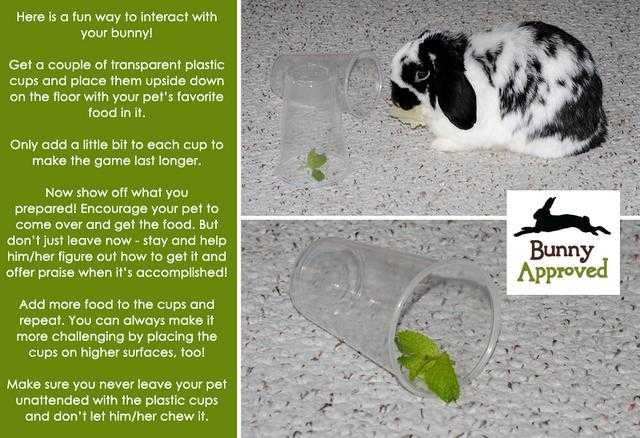 Here is a fun way to interact with
your bunny!
Get a couple of transparent plastic
cups and place them upside down
on the floor with your pet's favorite
food in it.
Only add a little bit to each cup to
make the game last longer.
Now show off what you
prepared! Encourage your pet to
come over and get the food. But
don't just leave now - stay and help
him/her figure out how to get it and
offer praise when it's accomplished!
Add more food to the cups and
repeat. You can always make it
more challenging by placing the
cups on higher surfaces, too!
Make sure you never leave your pet
unattended with the plastic cups
and don't let him/her chew it.
Bunny
Approved